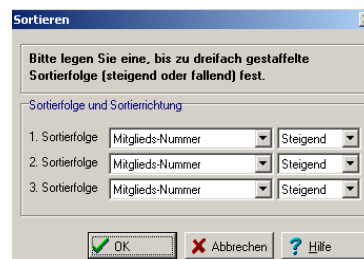 Sortieren
Bitte legen Sie eine, bis zu dreifach gestaffelte
Sortierfolge (steigend oder fallend) fest.
Sortierfolge und Sortierrichtung
1. Sortierfolge Mitglieds-Nummer Steigend
2. Sortierfolge Mitglieds-Nummer Steigend
3. Sortierfolge Mitglieds-Nummer Steigend
OK Abbrechen Hilfe